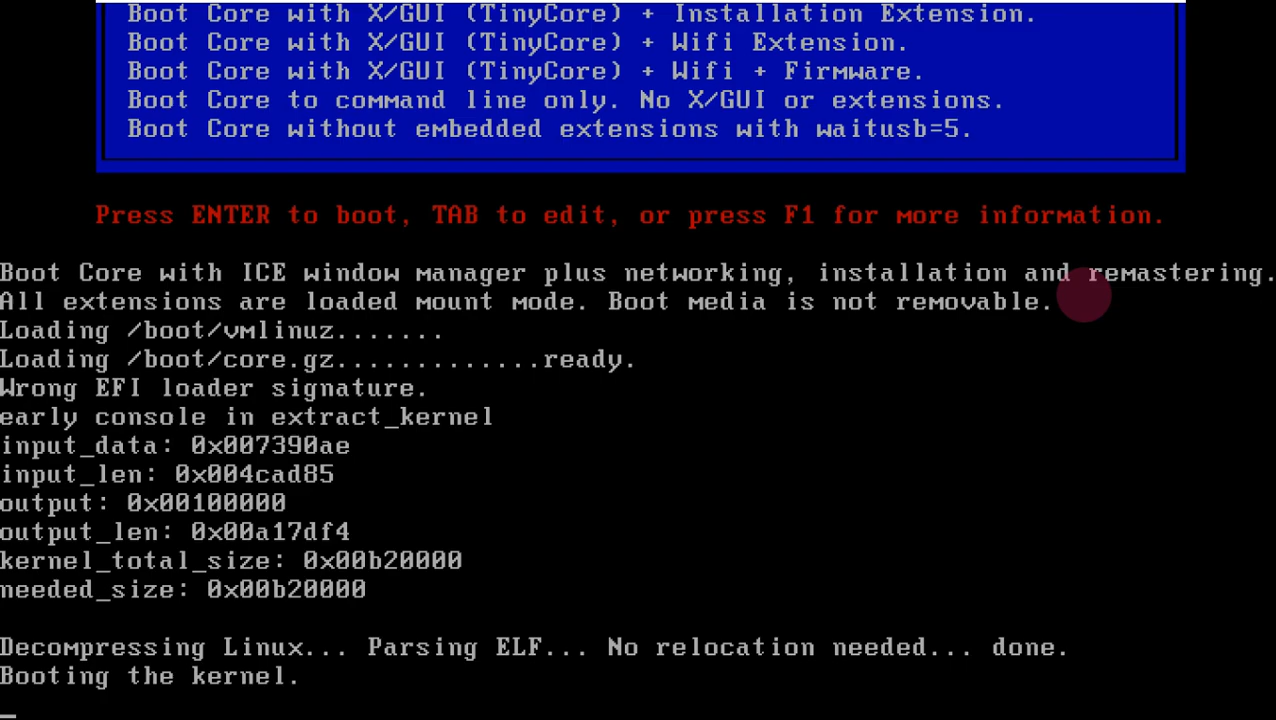 Boot Core with X/GUI (TinyCore) + Installation Extension.
Boot Core with X/GUI (TinyCore) + Wifi Extension.
Boot Core with X/GUI (TinyCore) + Wifi + Firmware.
Boot Core to command line only. No X/GUI or extensions.
Boot Core without embedded extensions with waitusb=5.
Press ENTER to boot, TAB to edit, or press F1 for more information.
Boot Core with ICE window manager plus networking, installation and remastering.
All extensions are loaded mount mode. Boot media is not removable.
Loading /boot/vmlinuz.......
Loading /boot/core.gz.............ready.
Wrong EFI loader signature.
early console in extract_kernel
input_data: 0x007390ae
input_len: 0x004cad85
output: 0x00100000
output_len: 0x00a17df4
kernel_total_size: 0x00b20000
needed_size: 0x00b20000
Decompressing Linux... Parsing ELF... No relocation needed... done.
Booting the kernel.